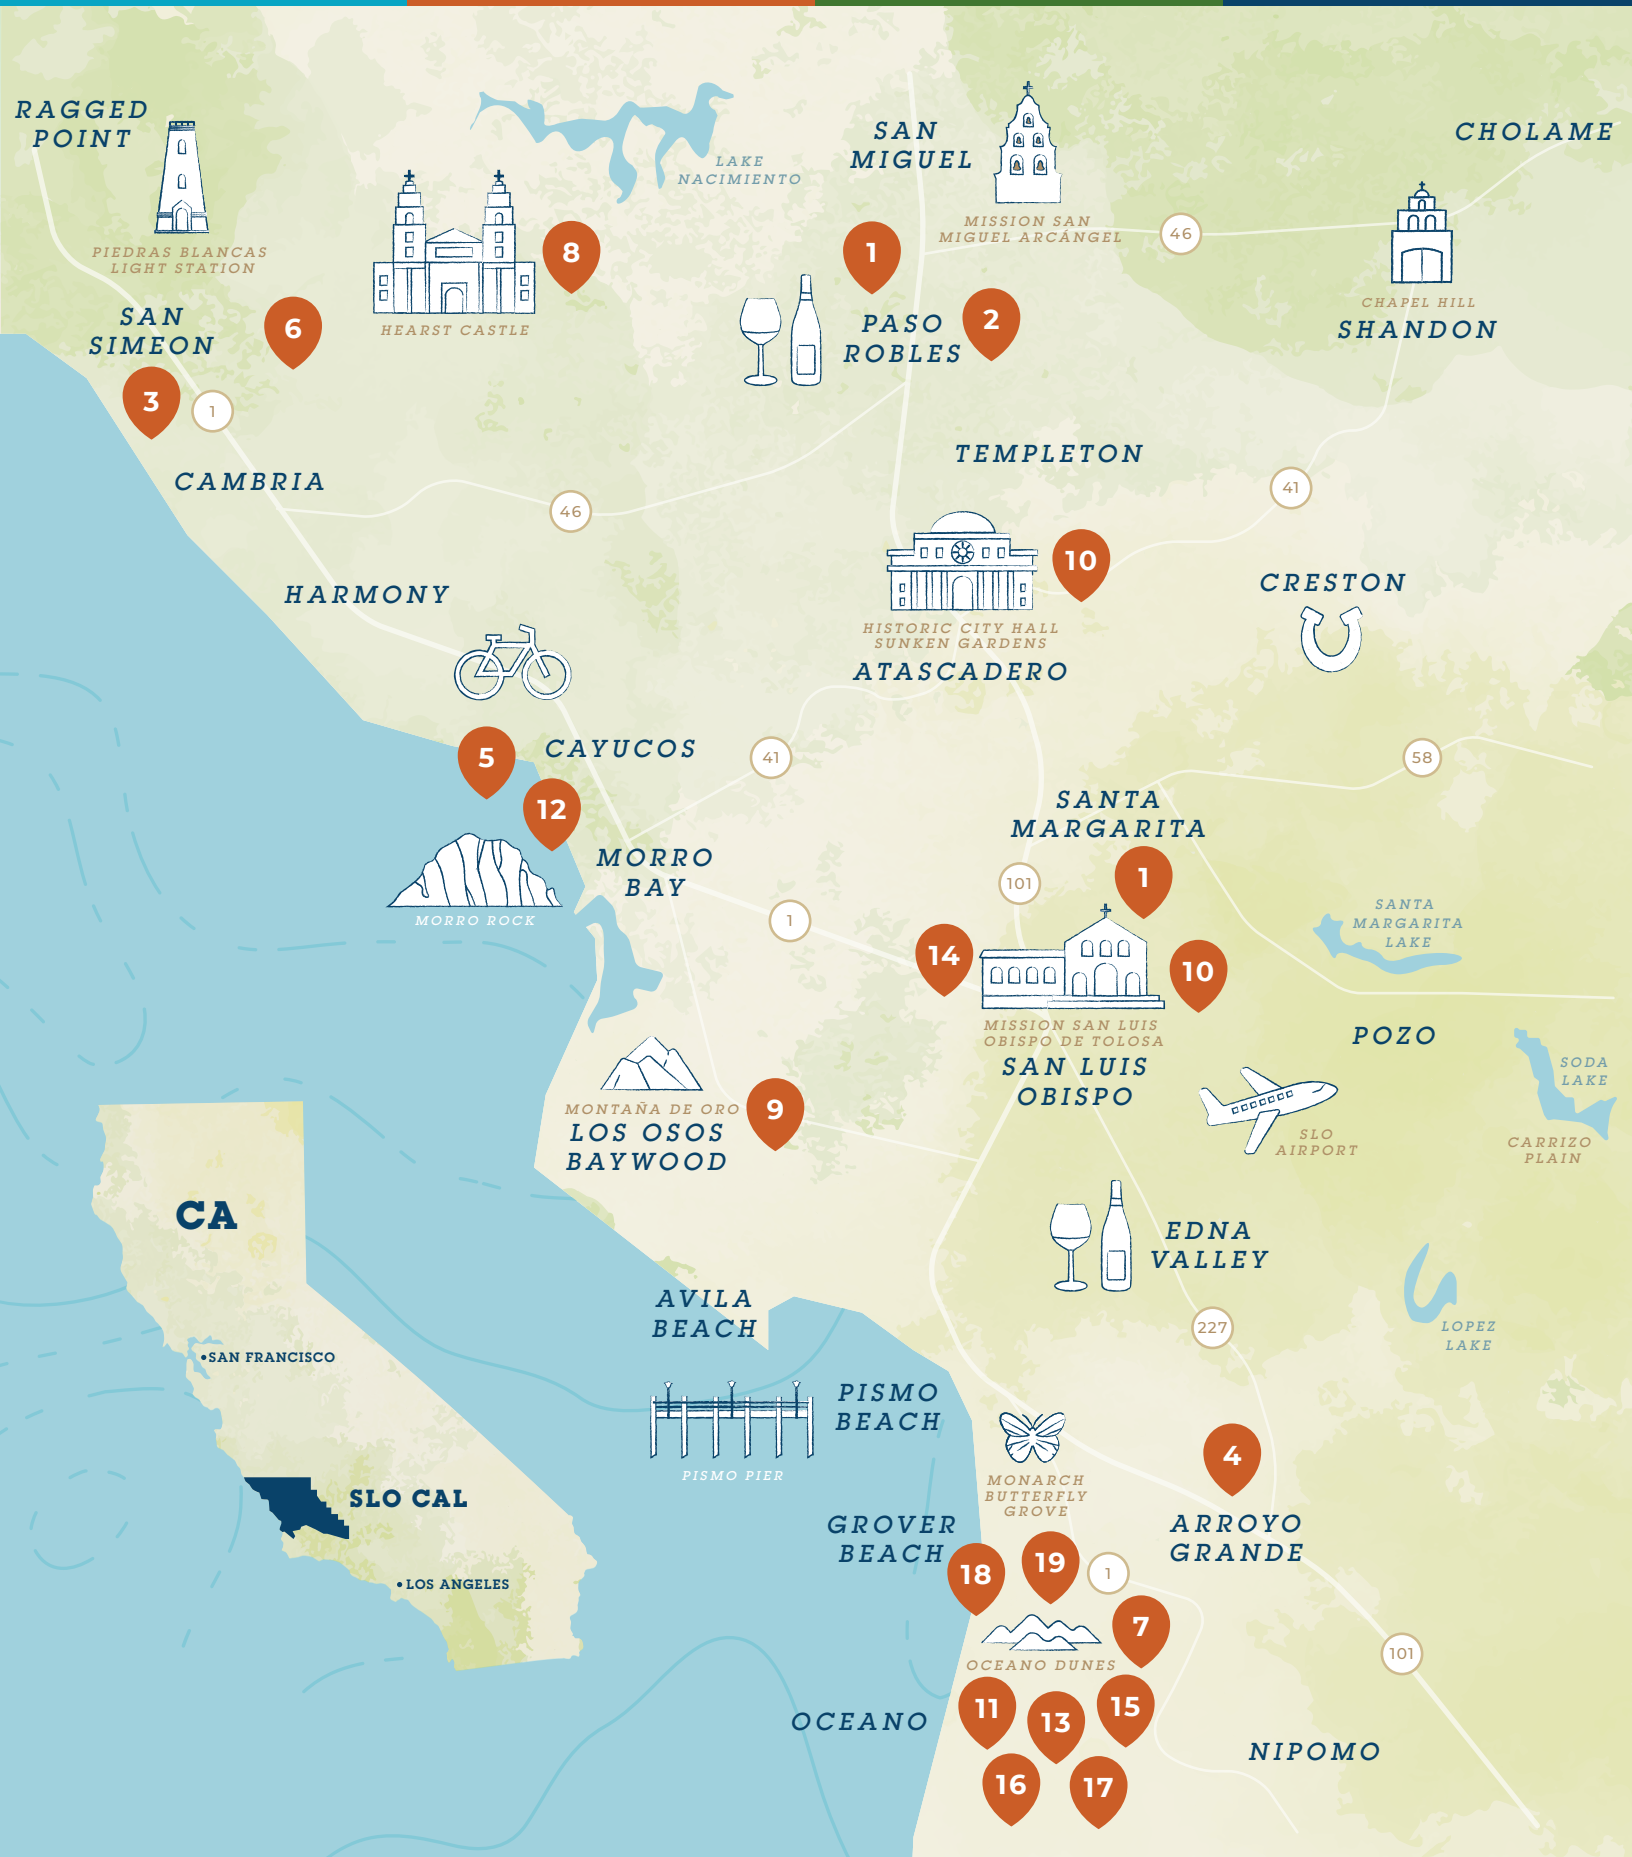 RAGGED
POINT
PIEDRAS BLANCAS
LIGHT STATION
LAKE
NACIMIENTO
SAN
MIGUEL
MISSION SAN
MIGUEL ARCÁNGEL
46
CHOLAME
CHAPEL HILL
SHANDON
HEARST CASTLE
8
1
2
PASO
ROBLES
SAN
SIMEON
6
3
1
CAMBRIA
46
TEMPLETON
41
10
HISTORIC CITY HALL
SUNKEN GARDENS
ATASCADERO
CRESTON
HARMONY
5
CAYUCOS
12
41
58
MORRO
BAY
MORRO ROCK
1
SANTA
MARGARITA
101
1
14
10
MISSION SAN LUIS
OBISPO DE TOLOSA
SAN LUIS
OBISPO
SANTA
MARGARITA
LAKE
POZO
SODA
LAKE
CARRIZO
PLAIN
SLO
AIRPORT
MONTAÑA DE ORO
LOS OSOS
BAYWOOD
9
EDNA
VALLEY
227
LOPEZ
LAKE
AVILA
BEACH
PISMO
BEACH
PISMO PIER
MONARCH
BUTTERFLY
GROVE
4
ARROYO
GRANDE
GROVER
BEACH
18
19
1
7
OCEANO DUNES
101
OCEANO
11
13
15
16
17
NIPOMO
CA
•SAN FRANCISCO
SLO CAL
•LOS ANGELES